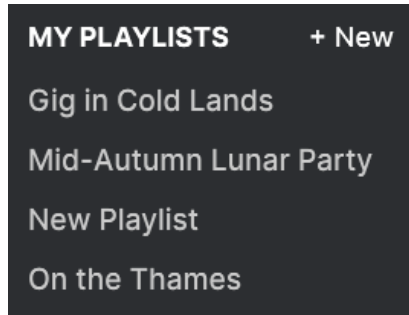 MY PLAYLISTS + New
Gig in Cold Lands
Mid-Autumn Lunar Party
New Playlist
On the Thames